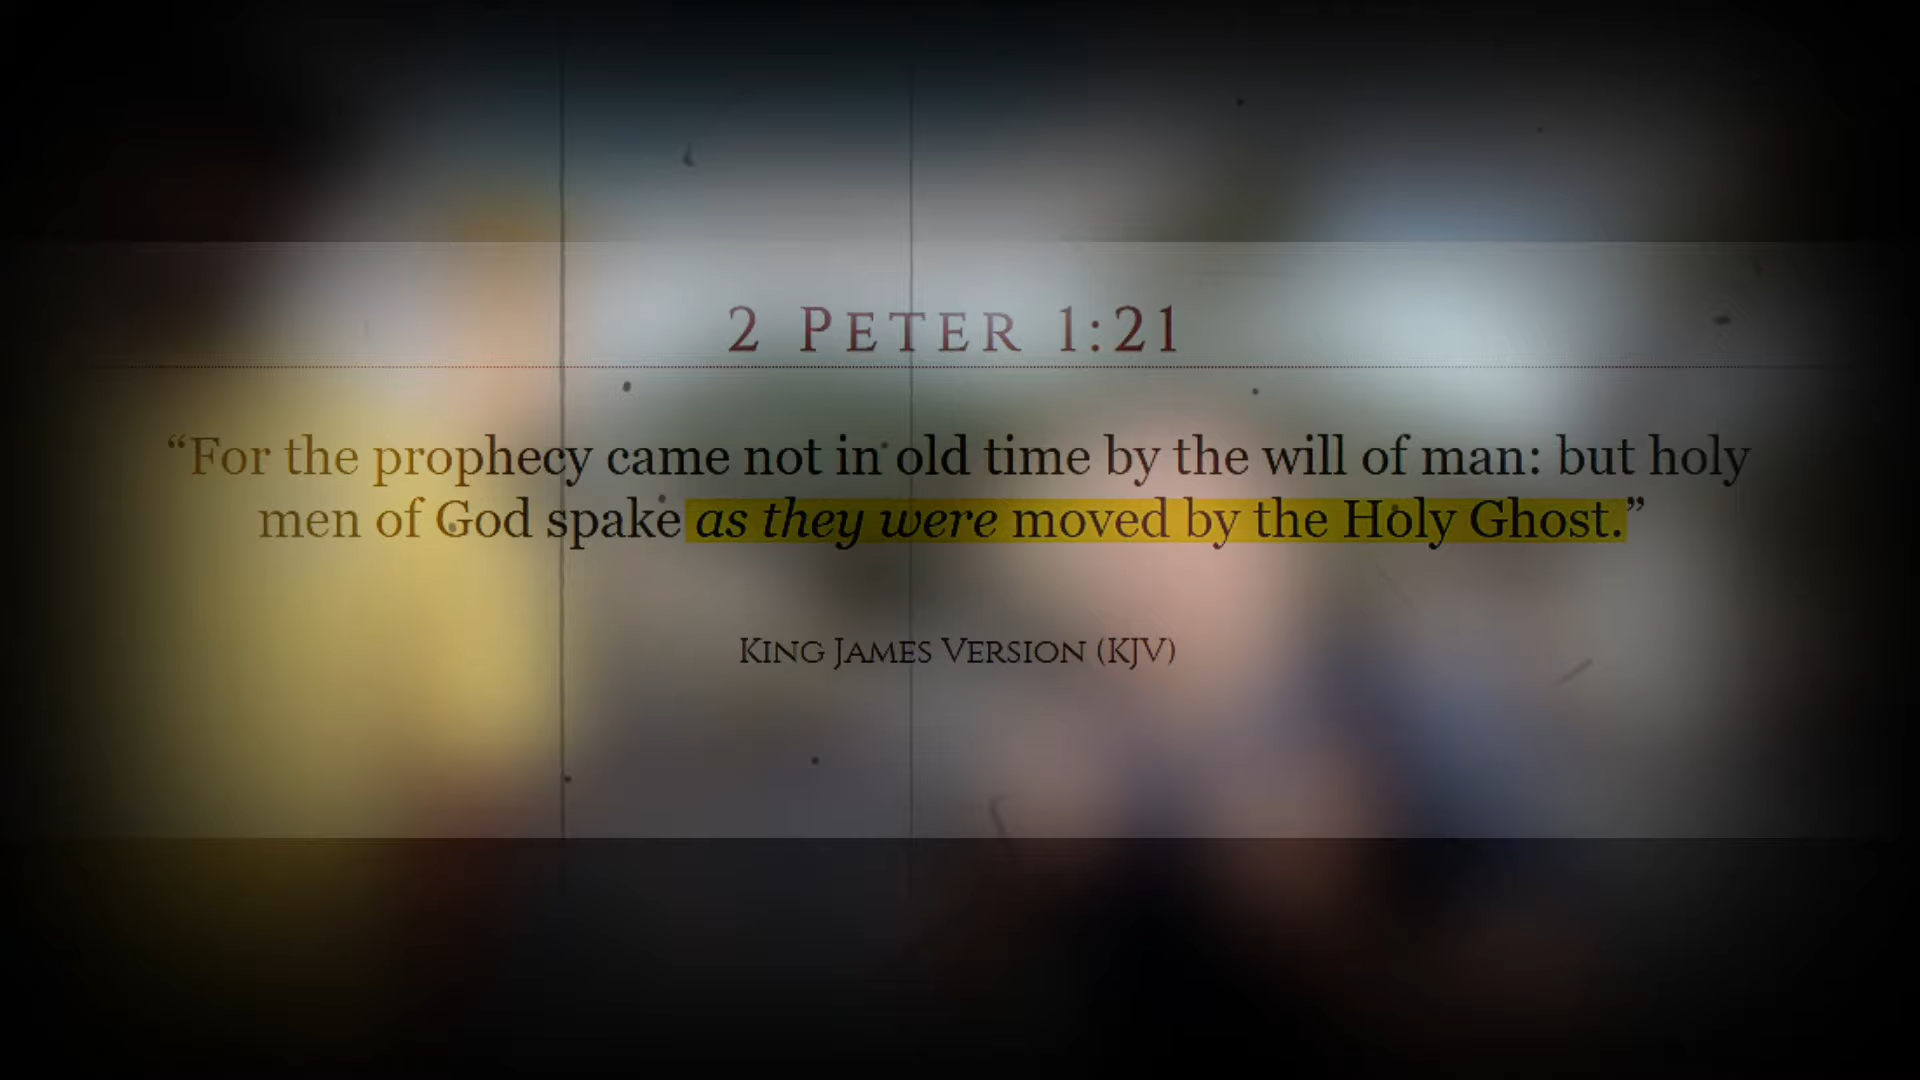 2 PETER 1:21
“For the prophecy came not in old time by the will of man: but holy
men of God spake as they were moved by the Holy Ghost.”
KING JAMES VERSION (KJV)